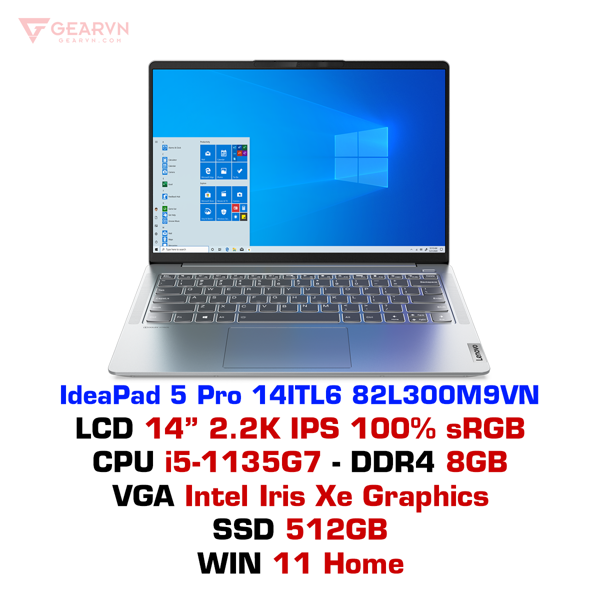 GEARVN
GEARVN.COM
Lenovo
IdeaPad 5 Pro 14ITL6 82L300M9VN
LCD 14” 2.2K IPS 100% sRGB
CPU i5-1135G7 - DDR4 8GB
VGA Intel Iris Xe Graphics
SSD 512GB
WIN 11 Home